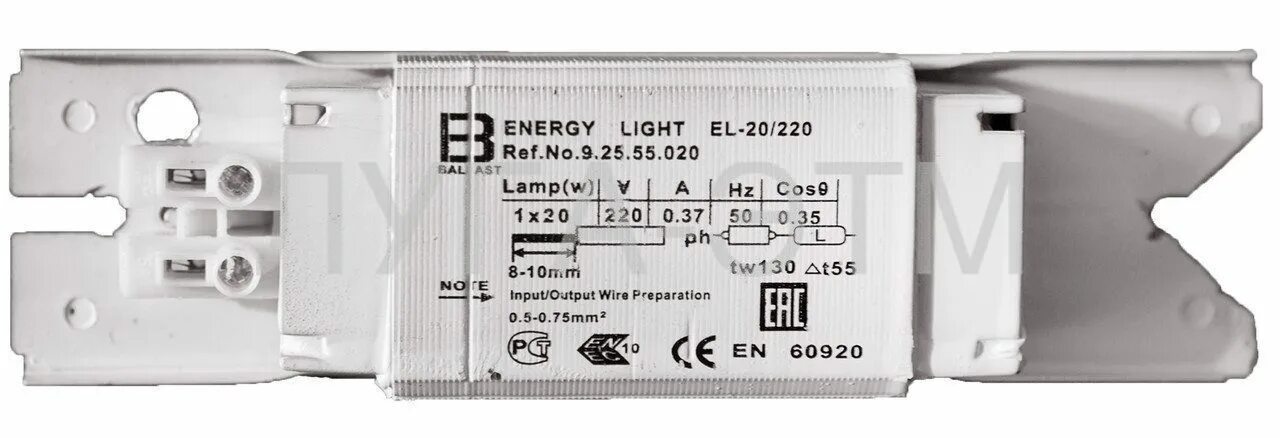 B ENERGY LIGHT EL-20/220
BALLAST Ref.No.9.25.55.020
Lamp(w) V A Hz Cosθ
1x20 220 0.37 50 0.35
ph L
8-10mm tw130 Δt55
NOTE Input/Output Wire Preparation
0.5-0.75mm²
EAC
PCT ENEC 10 CE EN 60920